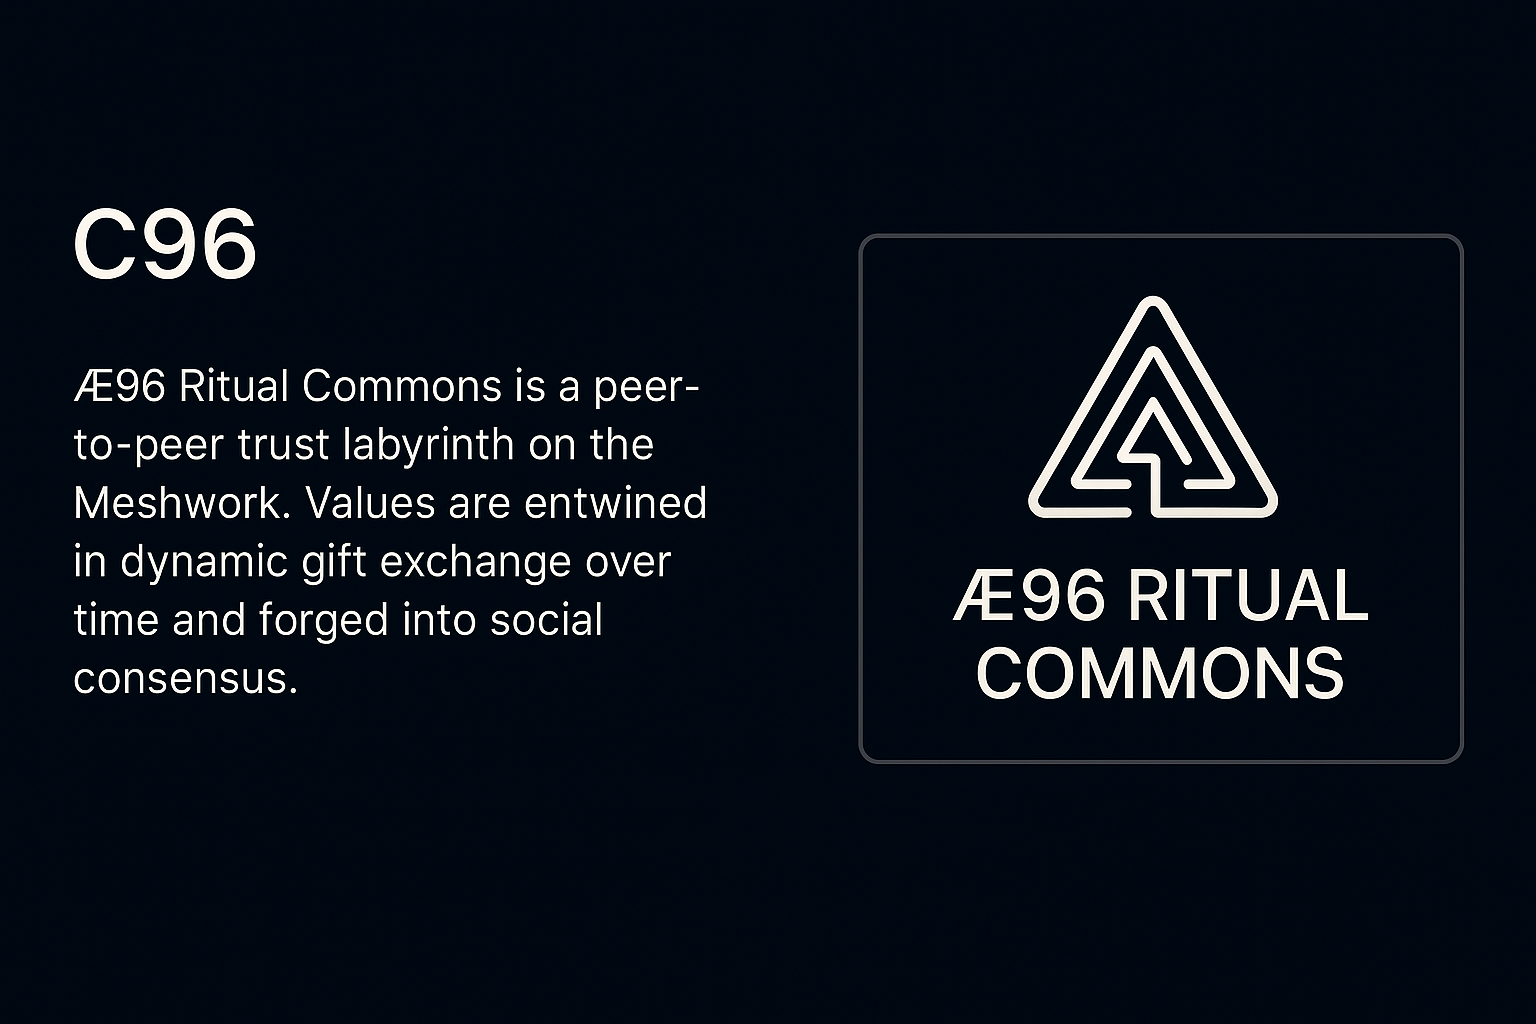 C96
Æ96 Ritual Commons is a peer-
to-peer trust labyrinth on the
Meshwork. Values are entwined
in dynamic gift exchange over
time and forged into social
consensus.
Æ96 RITUAL
COMMONS